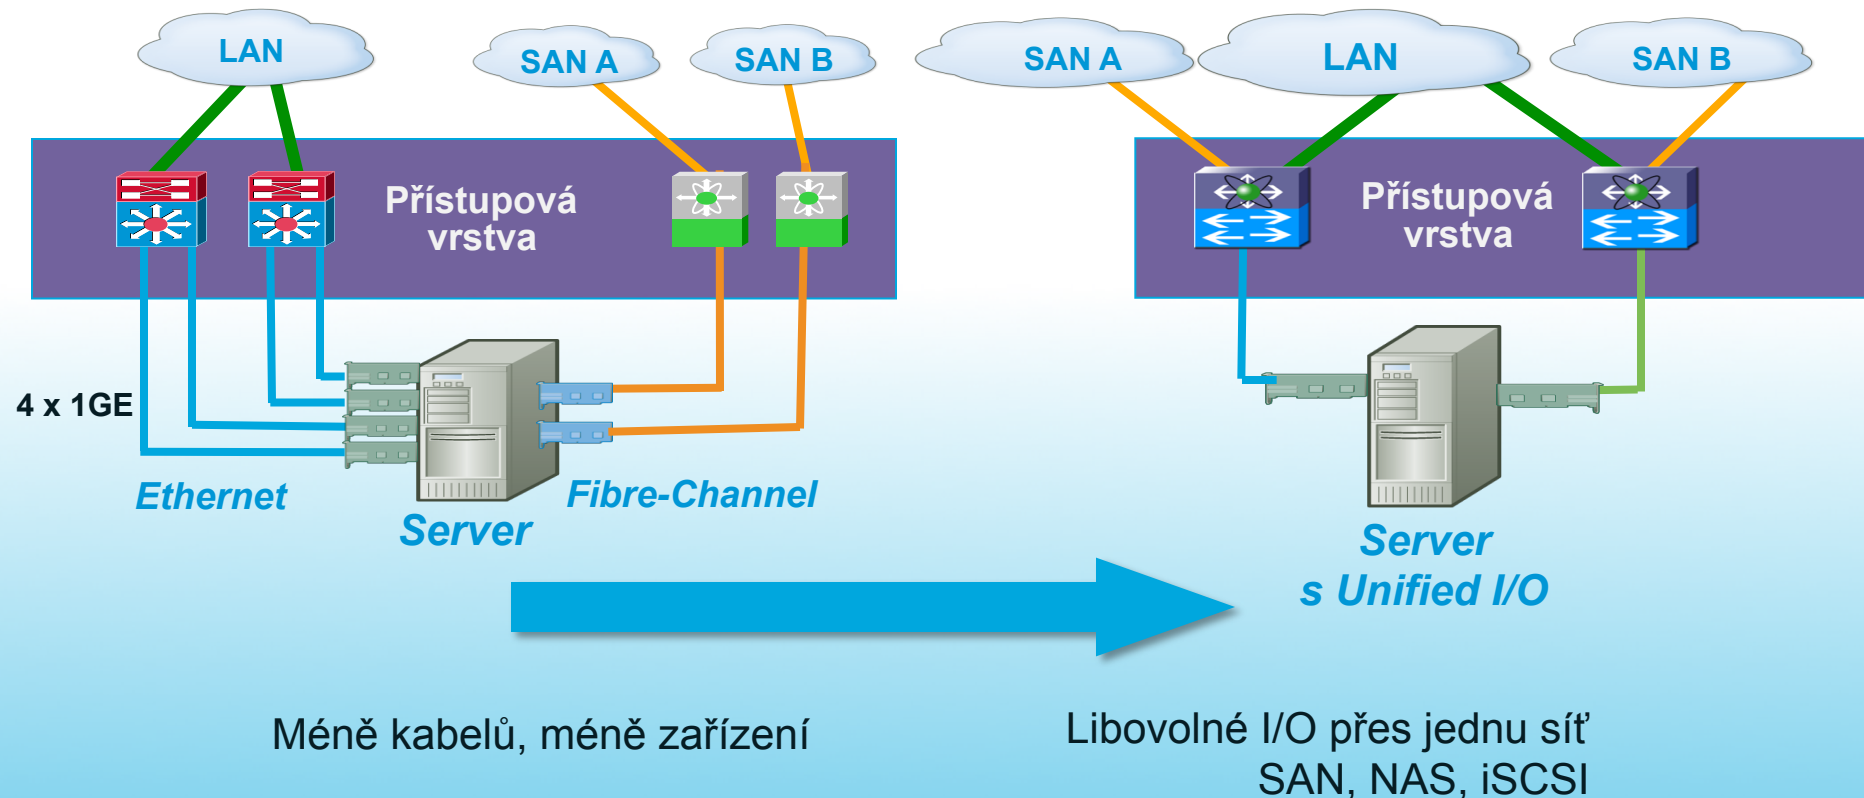 LAN
SAN A
SAN B
SAN A
LAN
SAN B
Přístupová
vrstva
Přístupová
vrstva
4 x 1GE
Ethernet
Fibre-Channel
Server
Server
s Unified I/O
Méně kabelů, méně zařízení
Libovolné I/O přes jednu síť
SAN, NAS, iSCSI